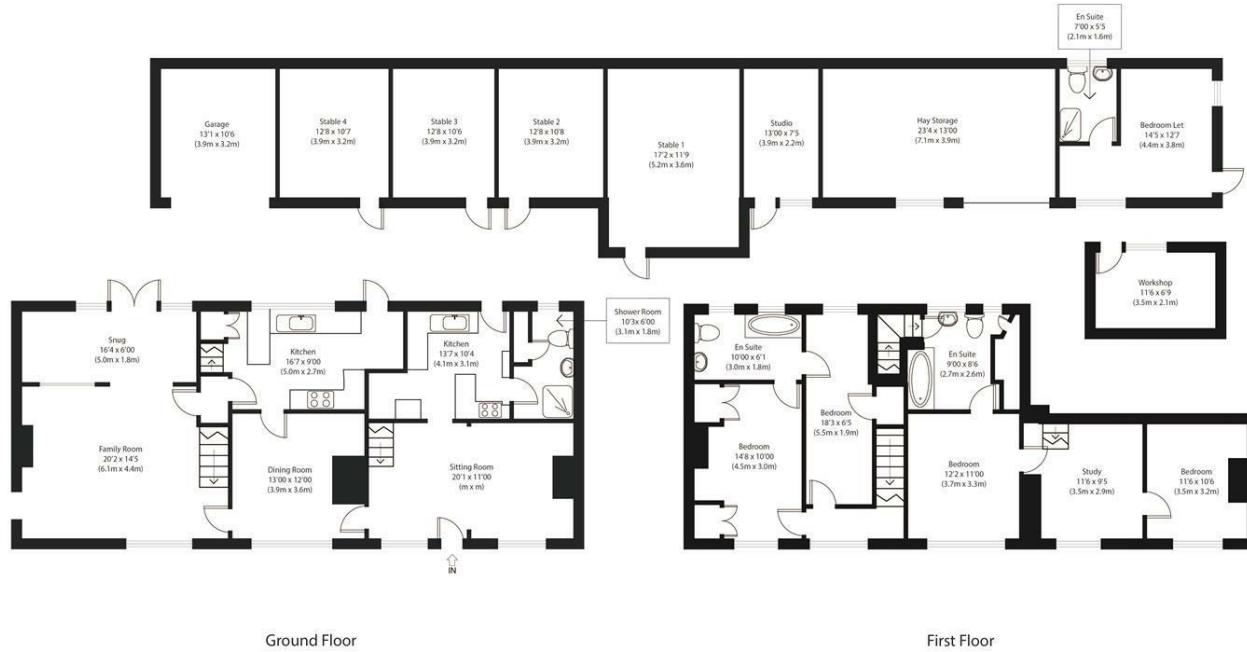 En Suite
7'00 x 5'5
(2.1m x 1.6m)
Garage
13'1 x 10'6
(3.9m x 3.2m)
Stable 4
12'8 x 10'7
(3.9m x 3.2m)
Stable 3
12'8 x 10'6
(3.9m x 3.2m)
Stable 2
12'8 x 10'8
(3.9m x 3.2m)
Stable 1
17'2 x 11'9
(5.2m x 3.6m)
Studio
13'00 x 7'5
(3.9m x 2.2m)
Hay Storage
23'4 x 13'00
(7.1m x 3.9m)
Bedroom Let
14'5 x 12'7
(4.4m x 3.8m)
Workshop
11'6 x 6'9
(3.5m x 2.1m)
Snug
16'4 x 6'00
(5.0m x 1.8m)
Kitchen
16'7 x 9'00
(5.0m x 2.7m)
Kitchen
13'7 x 10'4
(4.1m x 3.1m)
Shower Room
10'3x 6'00
(3.1m x 1.8m)
Family Room
20'2 x 14'5
(6.1m x 4.4m)
Dining Room
13'00 x 12'00
(3.9m x 3.6m)
Sitting Room
20'1 x 11'00
(m x m)
IN
En Suite
10'00 x 6'1
(3.0m x 1.8m)
En Suite
9'00 x 8'6
(2.7m x 2.6m)
Bedroom
18'3 x 6'5
(5.5m x 1.9m)
Bedroom
14'8 x 10'00
(4.5m x 3.0m)
Bedroom
12'2 x 11'00
(3.7m x 3.3m)
Study
11'6 x 9'5
(3.5m x 2.9m)
Bedroom
11'6 x 10'6
(3.5m x 3.2m)
Ground Floor
First Floor